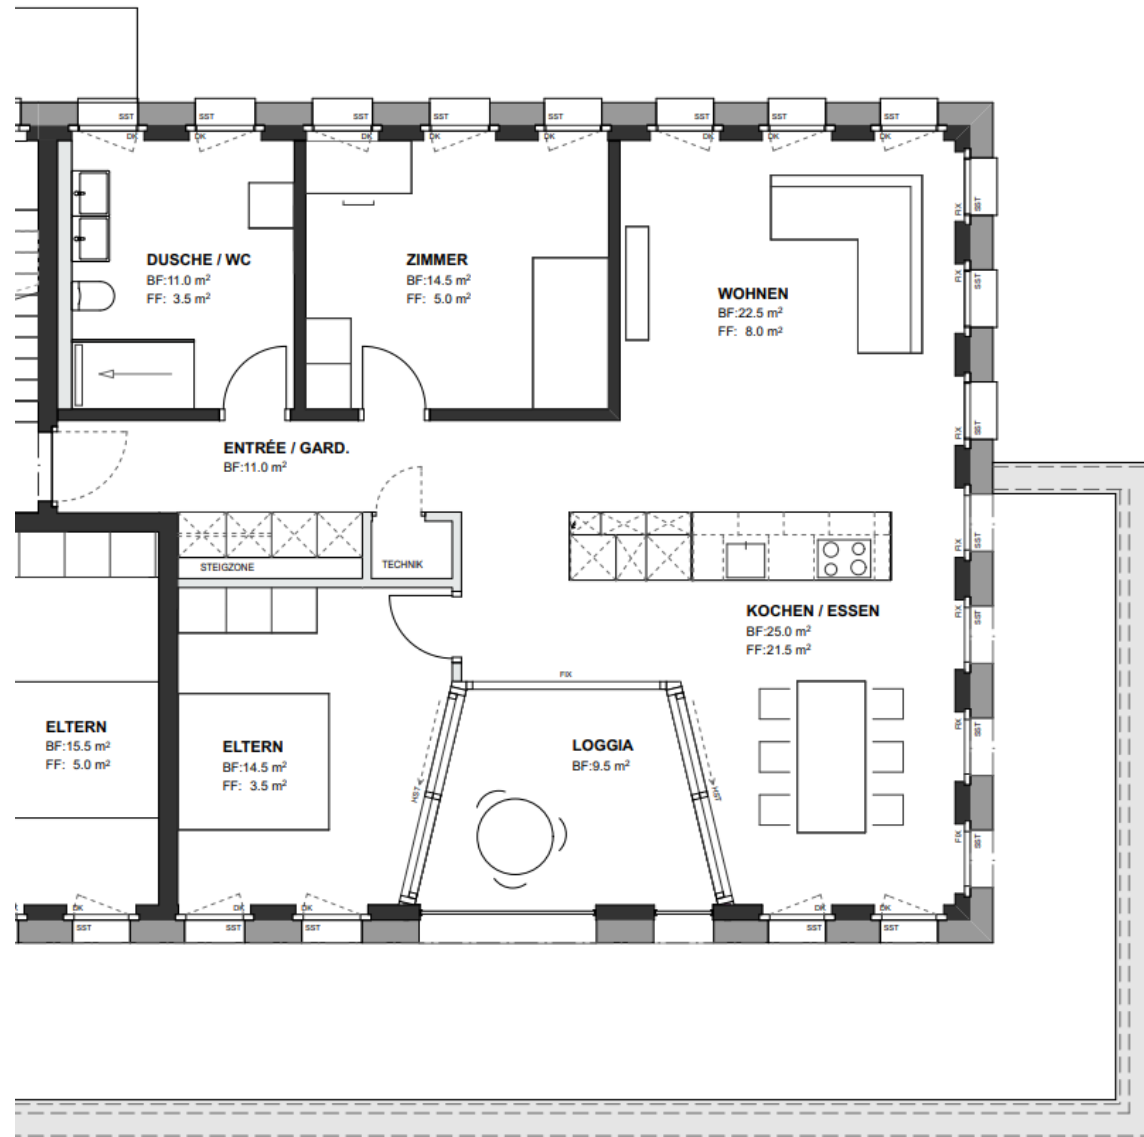 SST
SST
SST
SST
SST
SST
SST
SST
DK
DK
DK
DK
DK
DK
DK
DK
FIX
SST
DUSCHE / WC
BF:11.0 m²
FF: 3.5 m²
ZIMMER
BF:14.5 m²
FF: 5.0 m²
WOHNEN
BF:22.5 m²
FF: 8.0 m²
FIX
SST
FIX
SST
ENTRÉE / GARD.
BF:11.0 m²
STEIGZONE
TECHNIK
FIX
SST
KOCHEN / ESSEN
BF:25.0 m²
FF:21.5 m²
FIX
SST
FIX
ELTERN
BF:15.5 m²
FF: 5.0 m²
ELTERN
BF:14.5 m²
FF: 3.5 m²
LOGGIA
BF:9.5 m²
FIX
SST
HST
HST
FIX
SST
DK
DK
DK
DK
DK
SST
SST
SST
SST
SST